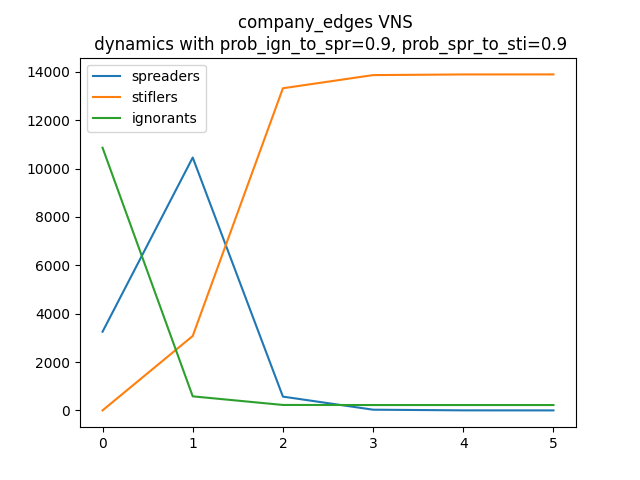 company_edges VNS
dynamics with prob_ign_to_spr=0.9, prob_spr_to_sti=0.9
spreaders
stiflers
ignorants
14000
12000
10000
8000
6000
4000
2000
0
0 1 2 3 4 5